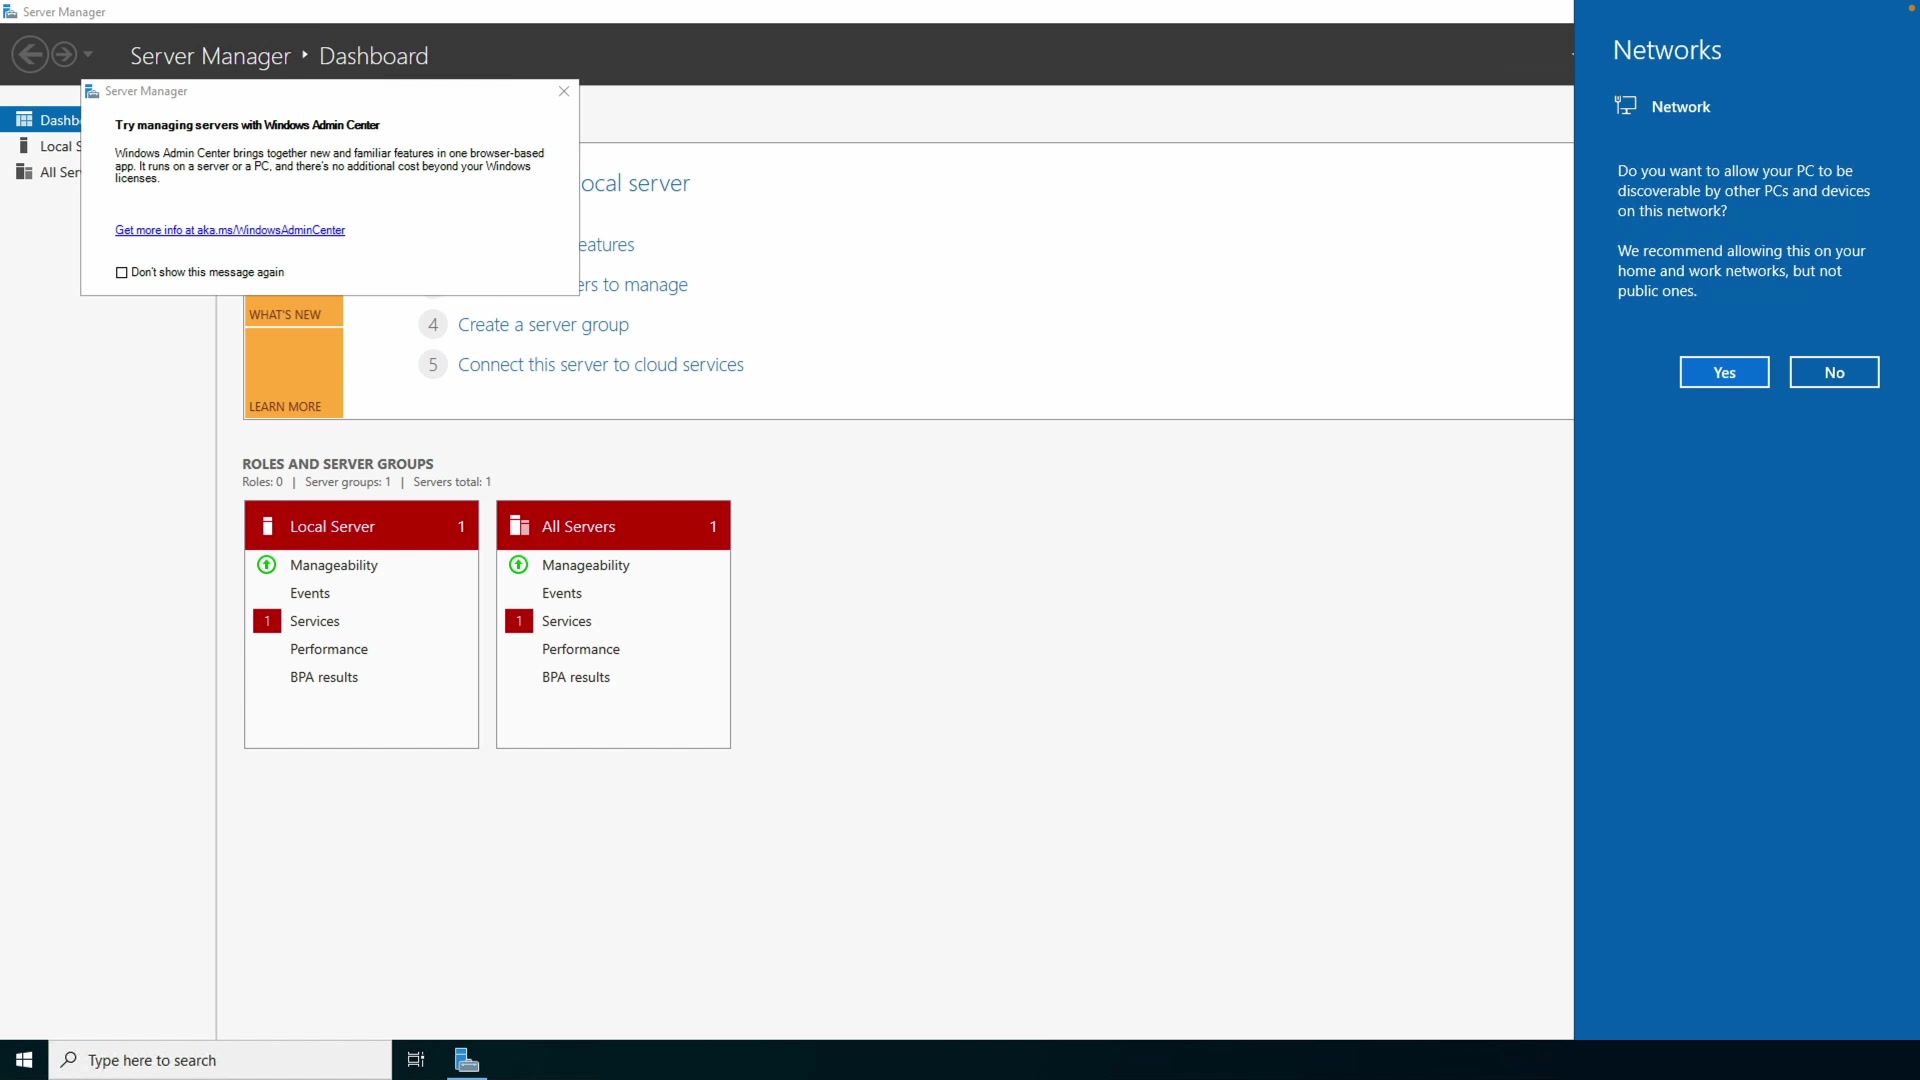 Server Manager
Server Manager
Dashboard
Server Manager
Try managing servers with Windows Admin Center
Windows Admin Center brings together new and familiar features in one browser-based
app. It runs on a server or a PC, and there's no additional cost beyond your Windows
licenses.
Get more info at aka.ms/WindowsAdminCenter
Don't show this message again
Dashb
Local S
All Ser
ocal server
eatures
ers to manage
4 Create a server group
5 Connect this server to cloud services
WHAT'S NEW
LEARN MORE
ROLES AND SERVER GROUPS
Roles: 0 | Server groups: 1 | Servers total: 1
Local Server 1
Manageability
Events
1 Services
Performance
BPA results
All Servers 1
Manageability
Events
1 Services
Performance
BPA results
Networks
Network
Do you want to allow your PC to be
discoverable by other PCs and devices
on this network?
We recommend allowing this on your
home and work networks, but not
public ones.
Yes
No
Type here to search